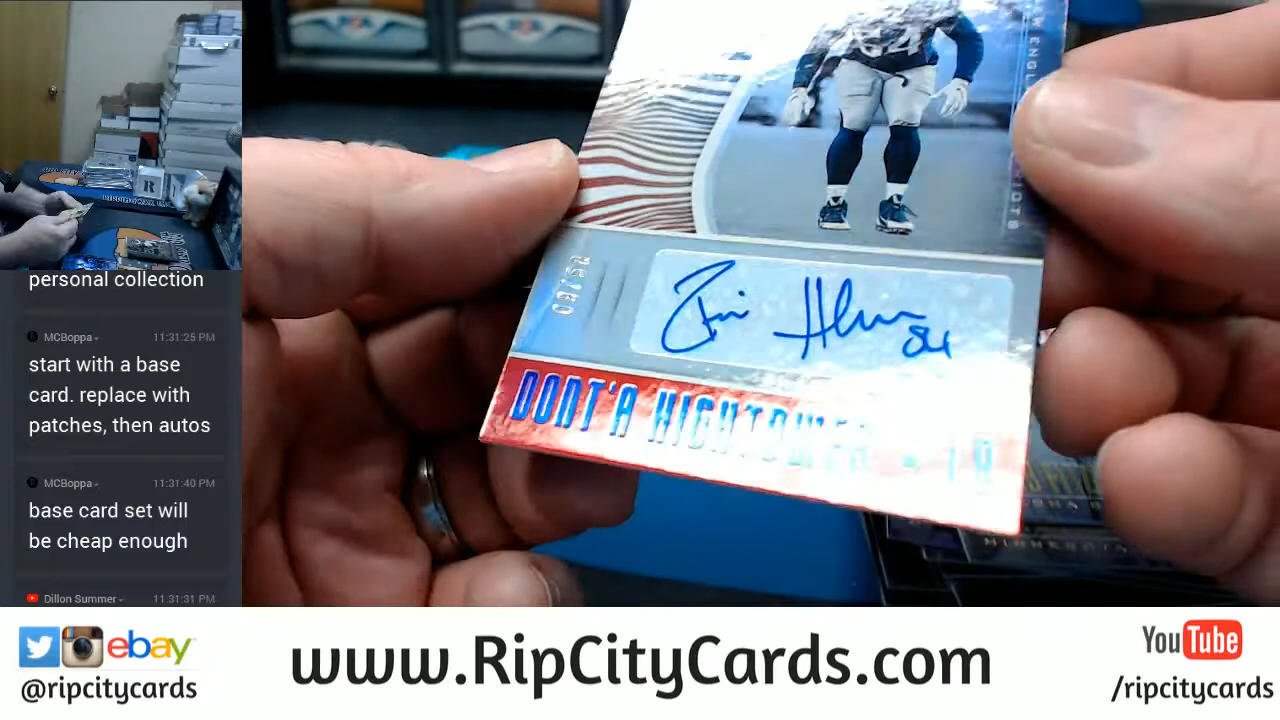 personal collection
MCBoppa 11:31:25 PM
start with a base
card. replace with
patches, then autos
MCBoppa 11:31:40 PM
base card set will
be cheap enough
Dillon Summer 11:31:31 PM
54
DONT'A HIGHTOWER - LB
ebay
@ripcitycards
www.RipCityCards.com
YouTube
/ripcitycards